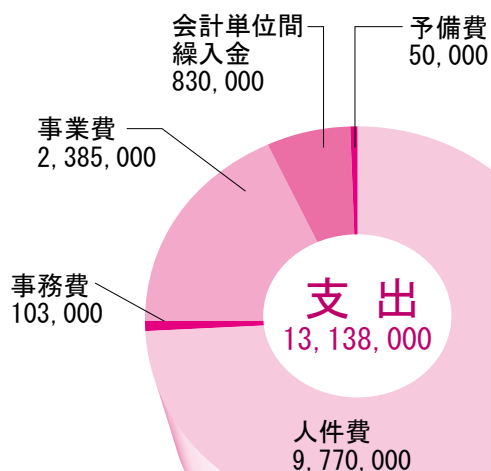 会計単位間
繰入金
830,000
予備費
50,000
事業費
2,385,000
事務費
103,000
支 出
13,138,000
人件費
9,770,000